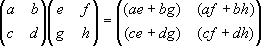 (a b) (e f) = ((ae + bg) (af + bh))
(c d) (g h) ((ce + dg) (cf + dh))